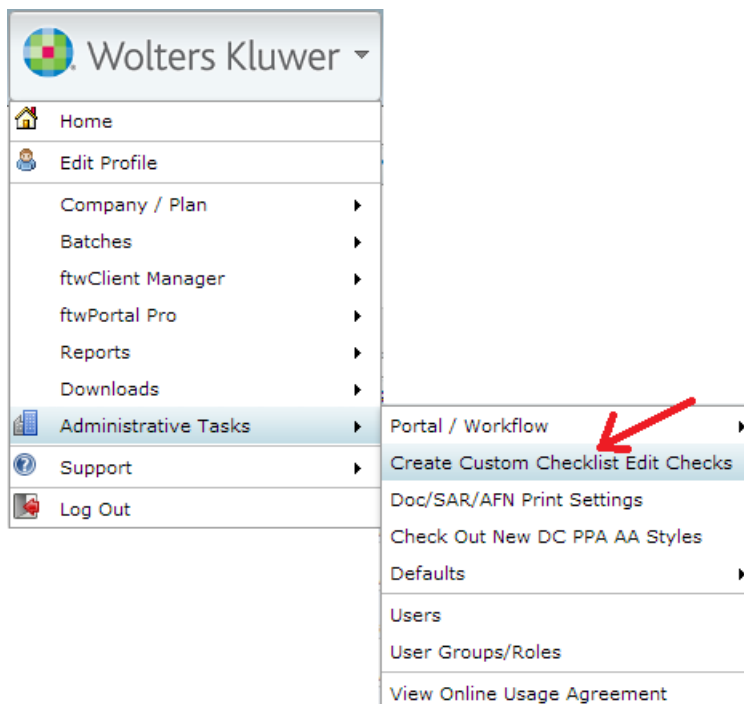 Wolters Kluwer
Home
Edit Profile
Company / Plan
Batches
ftwClient Manager
ftwPortal Pro
Reports
Downloads
Administrative Tasks
Support
Log Out
Portal / Workflow
Create Custom Checklist Edit Checks
Doc/SAR/AFN Print Settings
Check Out New DC PPA AA Styles
Defaults
Users
User Groups/Roles
View Online Usage Agreement